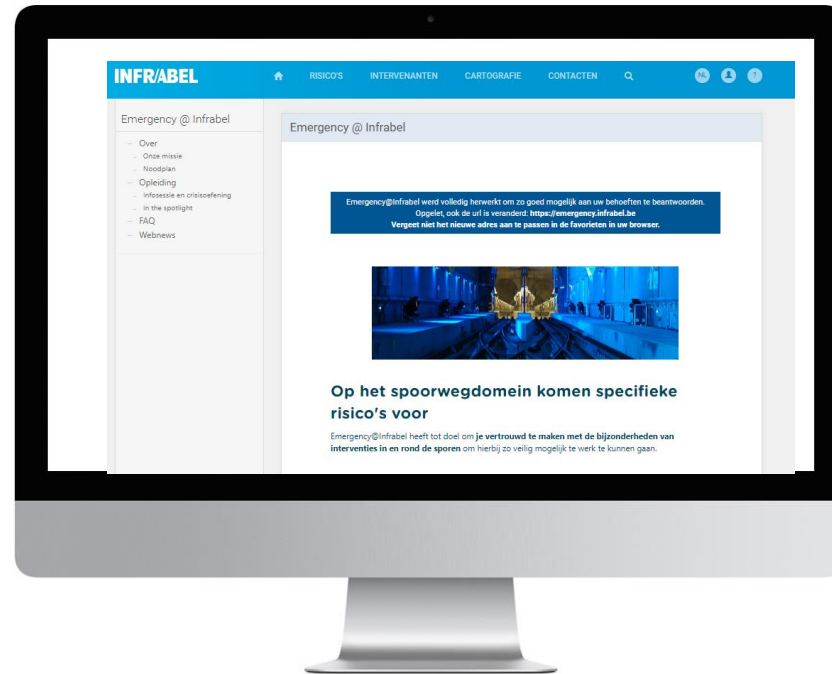 INFRABEL
RISICO'S INTERVENANTEN CARTOGRAFIE CONTACTEN NL ?
Emergency @ Infrabel
Over
Onze missie
Noodplan
Opleiding
Infosessie en crisisoefening
In the spotlight
FAQ
Webnews
Emergency @ Infrabel
Emergency@Infrabel werd volledig herwerkt om zo goed mogelijk aan uw behoeften te beantwoorden.
Opgelet, ook de url is veranderd: https://emergency.infrabel.be
Vergeet niet het nieuwe adres aan te passen in de favorieten in uw browser.
Op het spoorwegdomein komen specifieke
risico's voor
Emergency@Infrabel heeft tot doel om je vertrouwd te maken met de bijzonderheden van
interventies in en rond de sporen om hierbij zo veilig mogelijk te werk te kunnen gaan.